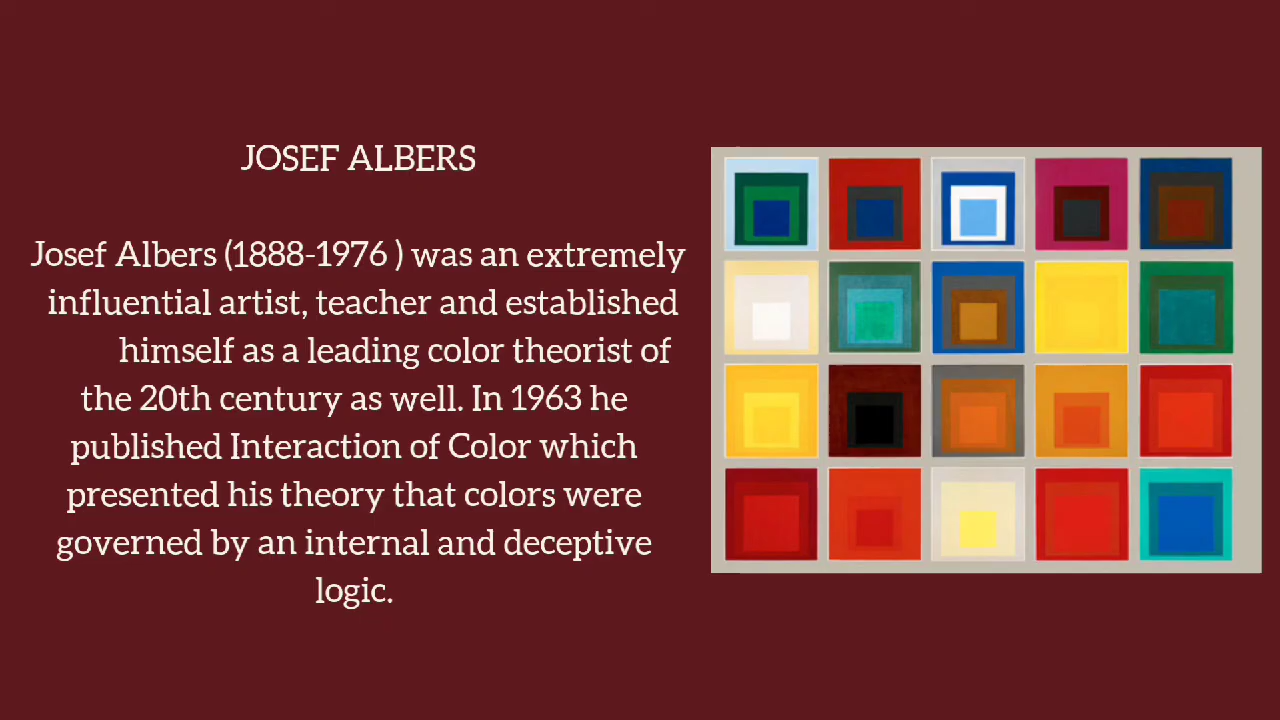 JOSEF ALBERS
Josef Albers (1888-1976 ) was an extremely
influential artist, teacher and established
himself as a leading color theorist of
the 20th century as well. In 1963 he
published Interaction of Color which
presented his theory that colors were
governed by an internal and deceptive
logic.